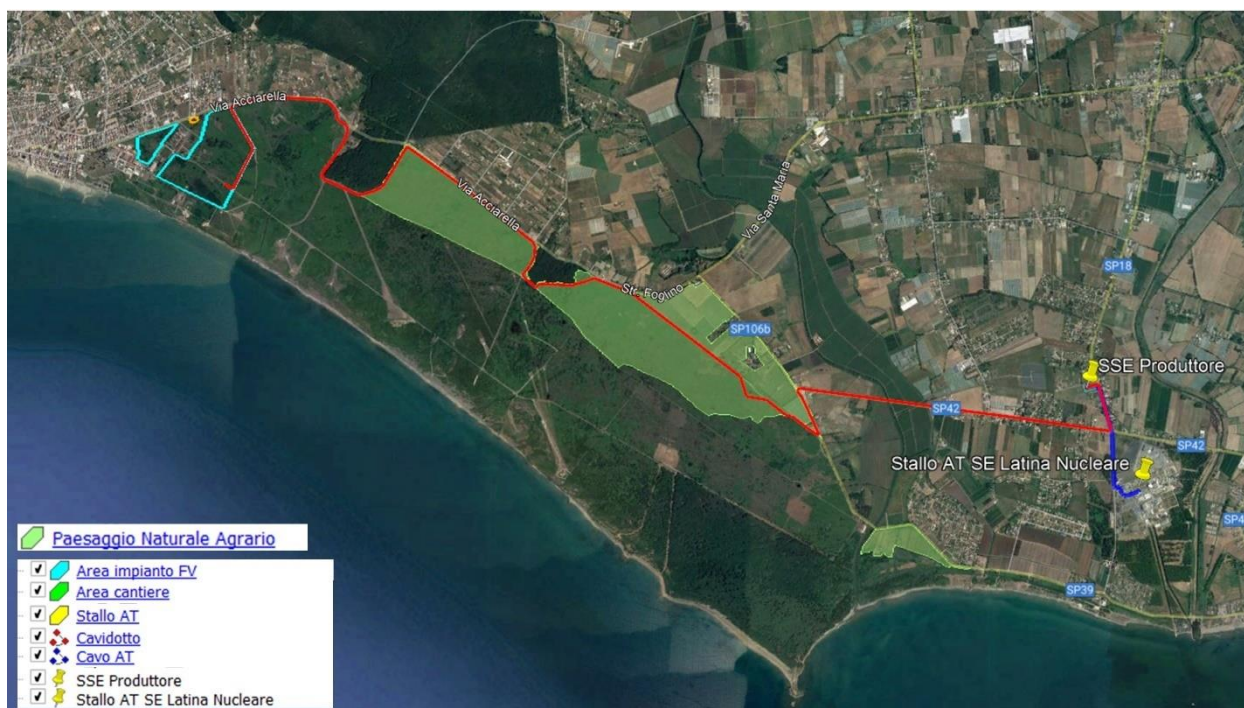 Via Acciarella
Via Acciarella
Via Santa Maria
Str. Foglino
SP18
SP106b
SSE Produttore
SP42
SP42
Stallo AT SE Latina Nucleare
SP39
Paesaggio Naturale Agrario
Area impianto FV
Area cantiere
Stallo AT
Cavidotto
Cavo AT
SSE Produttore
Stallo AT SE Latina Nucleare